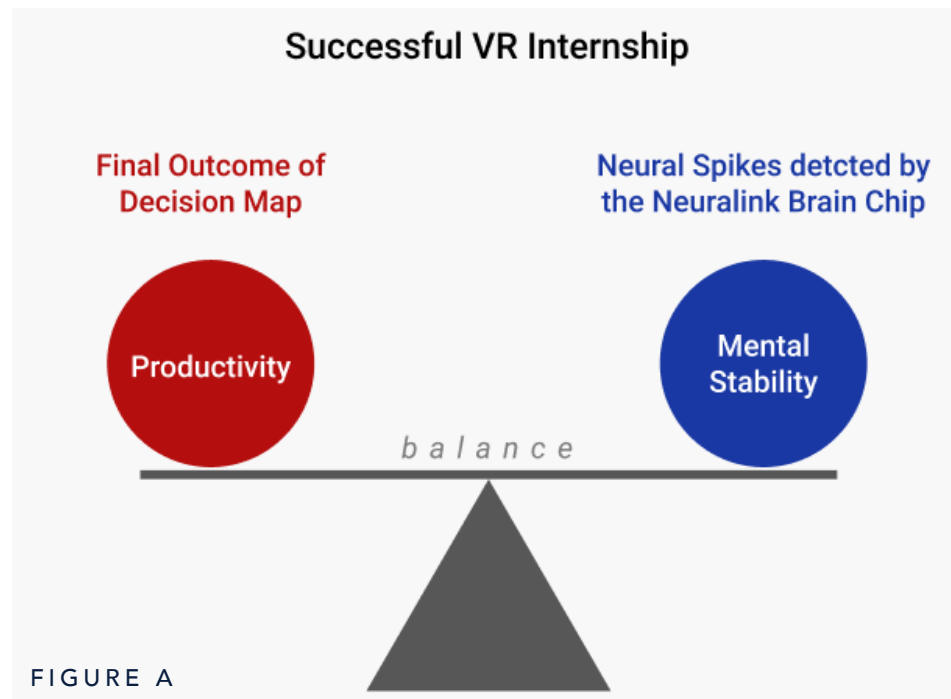 Successful VR Internship
Final Outcome of
Decision Map
Neural Spikes detcted by
the Neuralink Brain Chip
Productivity
Mental
Stability
balance
FIGURE A